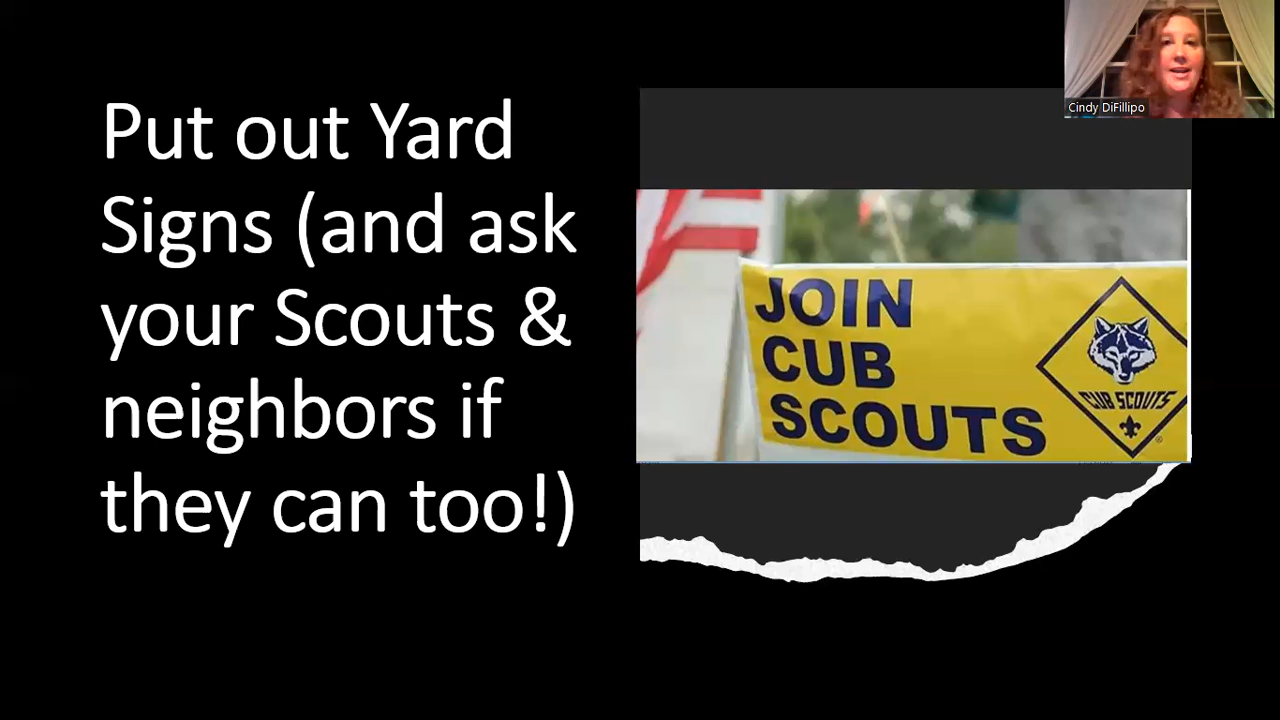 Put out Yard
Signs (and ask
your Scouts &
neighbors if
they can too!)
JOIN
CUB
SCOUTS
CUB SCOUTS
®
Cindy DiFillipo